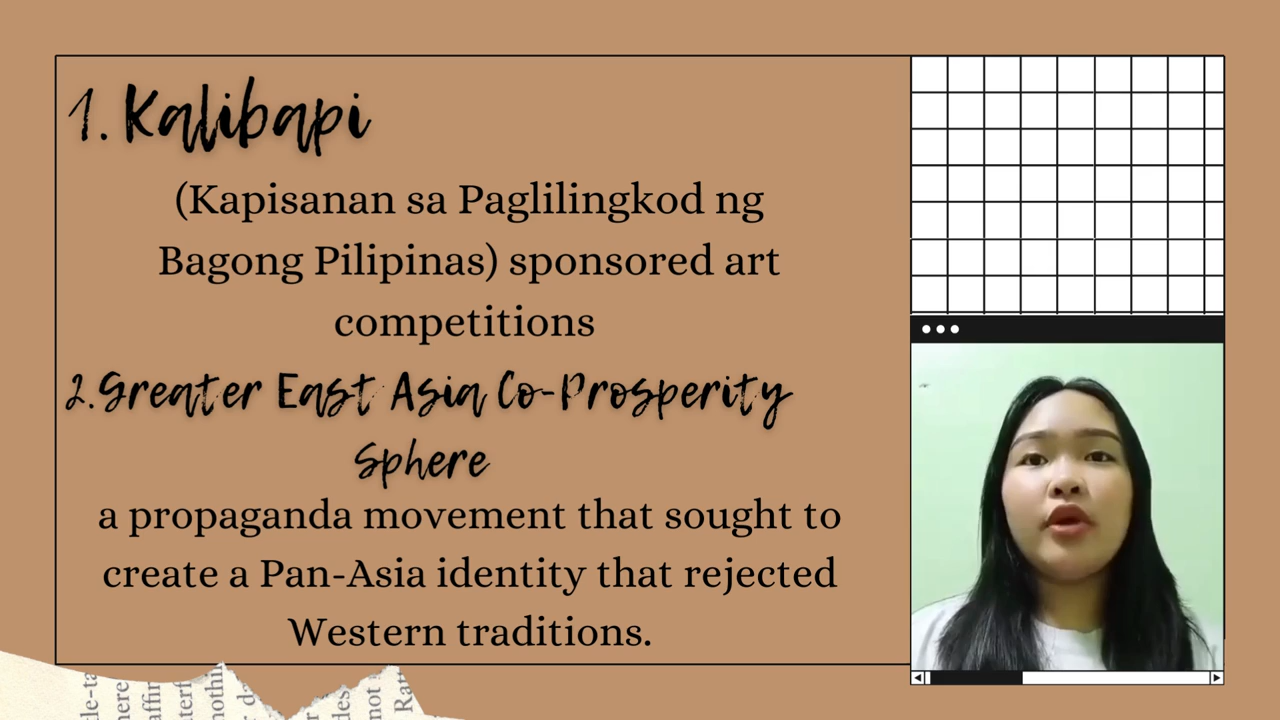 1. Kalibapi
(Kapisanan sa Paglilingkod ng
Bagong Pilipinas) sponsored art
competitions
2.Greater East Asia Co-Prosperity
Sphere
a propaganda movement that sought to
create a Pan-Asia identity that rejected
Western traditions.